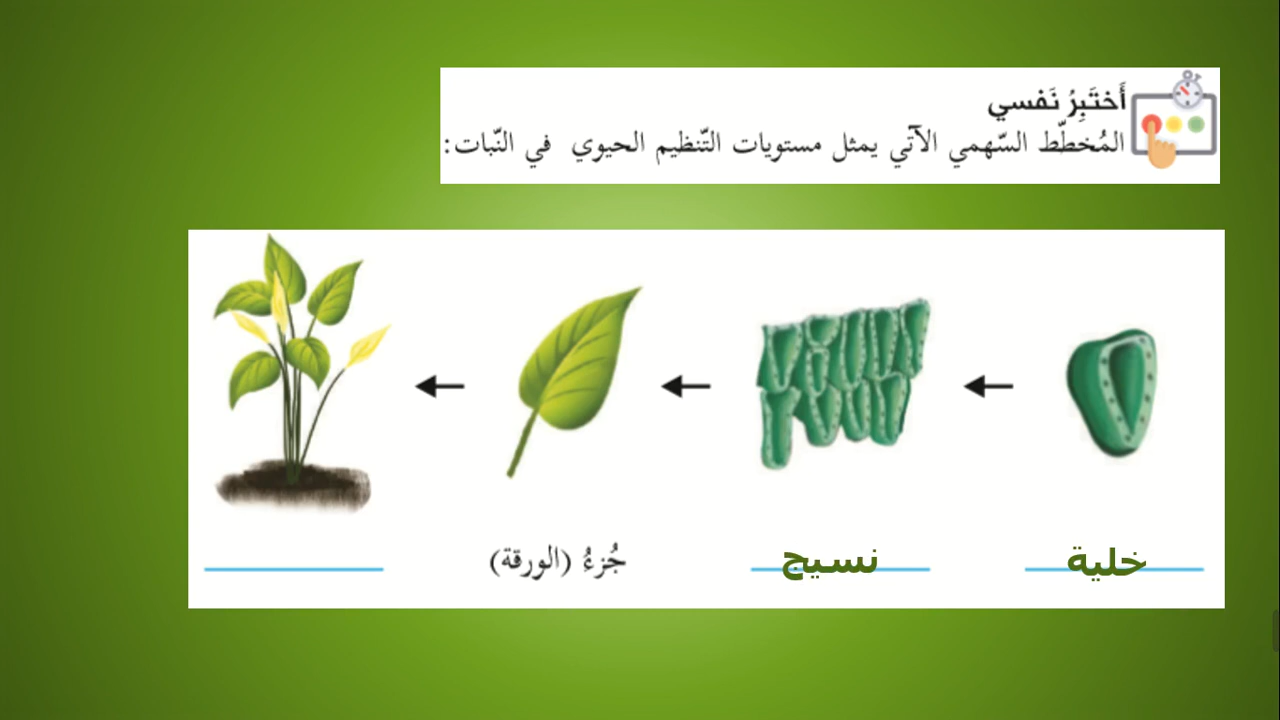 أَختَبِرُ نَفسي
المُخطّط السّهمي الآتي يمثل مستويات التّنظيم الحيوي في النّبات:
خلية
نسيج
جُزءُ (الورقة)